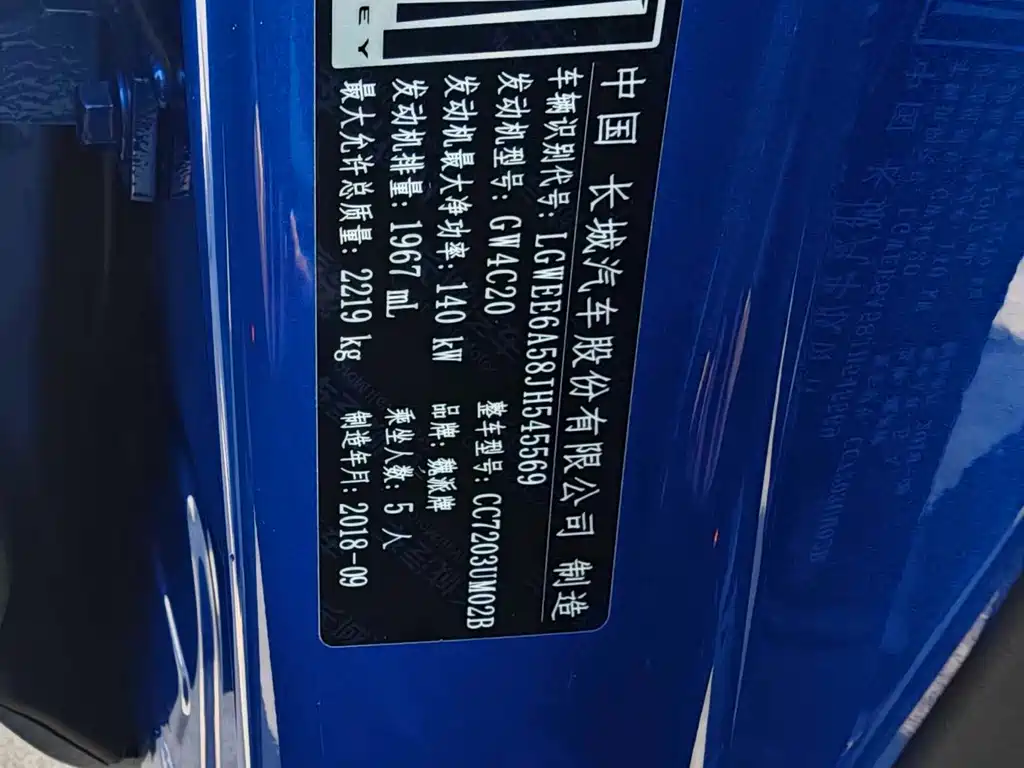 EY
中国 长城汽车股份有限公司 制造
车辆识别代号: LGWEE6A58JH545569
发动机型号: GW4C20 整车型号: CC7203UM02B
发动机最大净功率: 140 kW 品牌: 魏派牌
发动机排量: 1967 mL 乘坐人数: 5 人
最大允许总质量: 2219 kg 制造年月: 2018-09